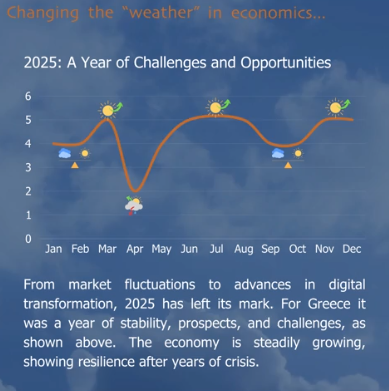 Changing the "weather" in economics...
2025: A Year of Challenges and Opportunities
6
5
4
3
2
1
0
Jan Feb Mar Apr May Jun Jul Aug Sep Oct Nov Dec
From market fluctuations to advances in digital
transformation, 2025 has left its mark. For Greece it
was a year of stability, prospects, and challenges, as
shown above. The economy is steadily growing,
showing resilience after years of crisis.